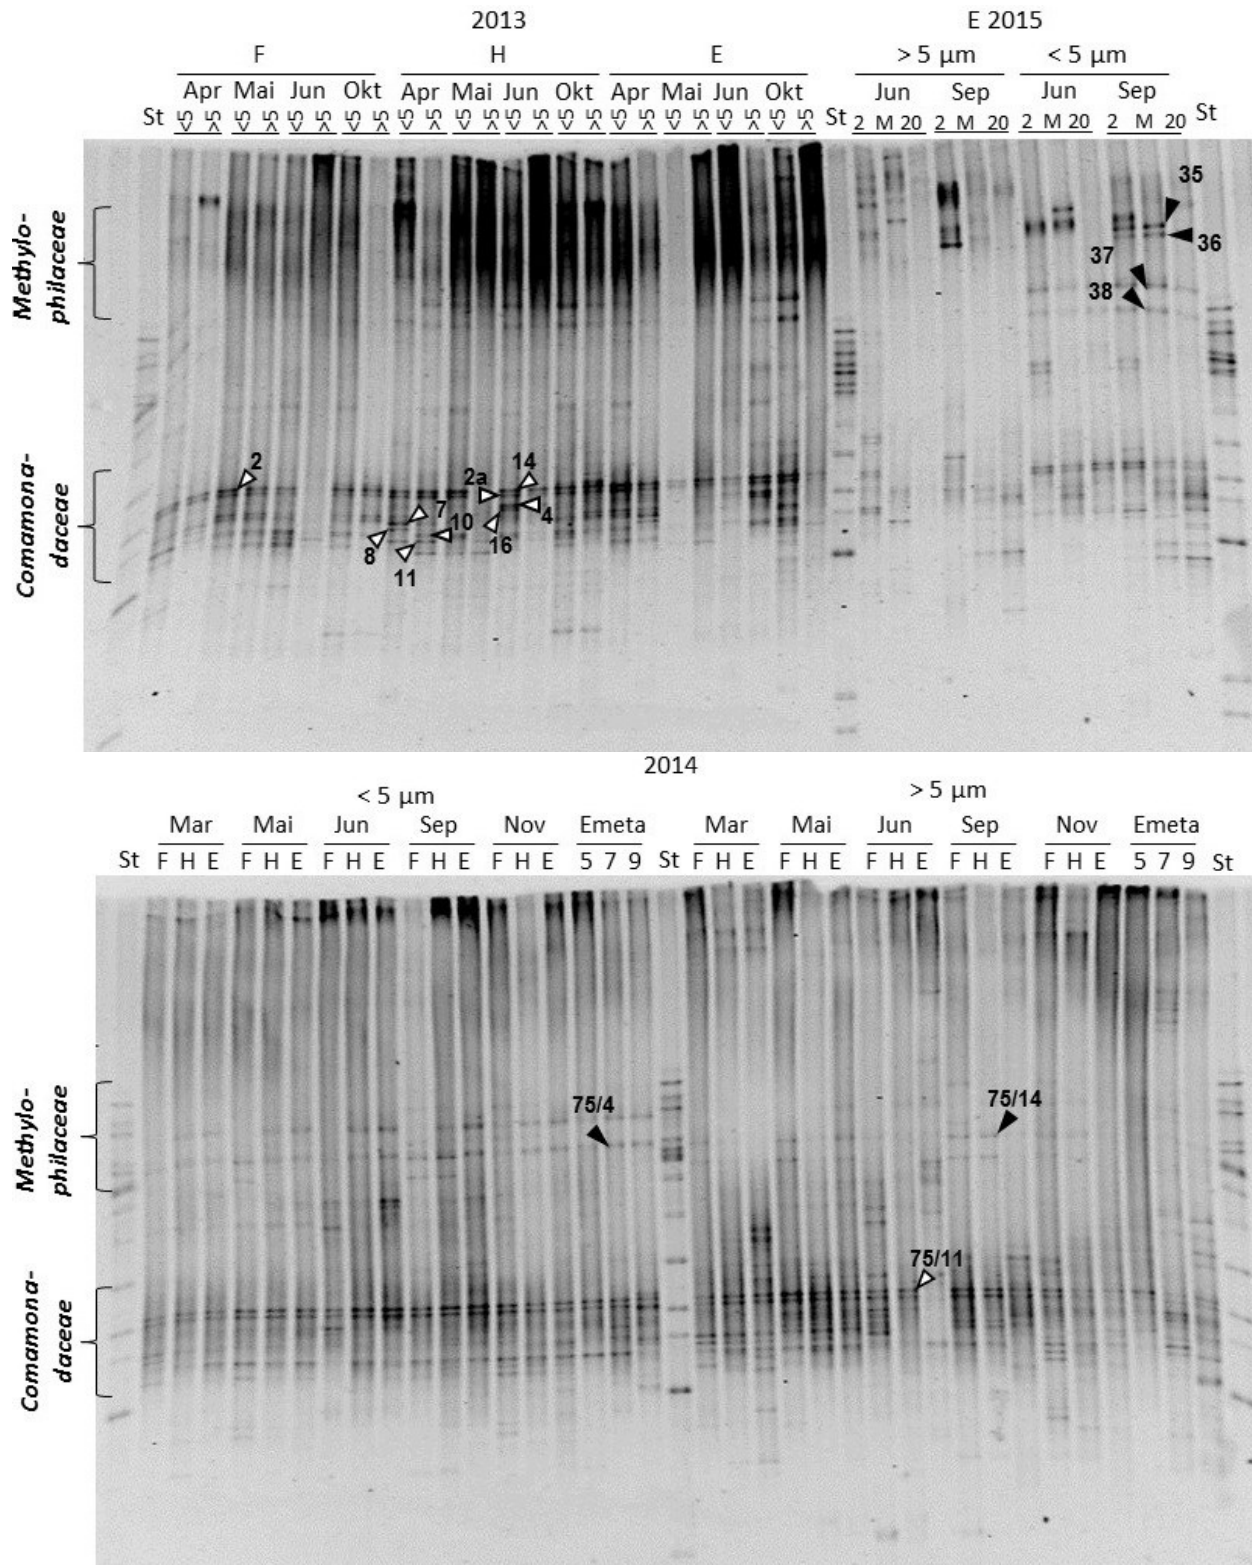 2013
E 2015
F H E > 5 µm < 5 µm
Apr Mai Jun Okt Apr Mai Jun Okt Apr Mai Jun Okt Jun Sep Jun Sep
St <5 >5 <5 >5 <5 >5 <5 >5 <5 >5 <5 >5 <5 >5 <5 >5 <5 >5 <5 >5 <5 >5 <5 >5 St 2 M 20 2 M 20 2 M 20 2 M 20 St
Methylo-
philaceae
35
36
37
38
Comamona-
daceae
2
7
8
10
11
2a
14
4
16
2014
< 5 µm > 5 µm
Mar Mai Jun Sep Nov Emeta Mar Mai Jun Sep Nov Emeta
St F H E F H E F H E F H E F H E 5 7 9 St F H E F H E F H E F H E F H E 5 7 9 St
Methylo-
philaceae
75/4
75/14
Comamona-
daceae
75/11